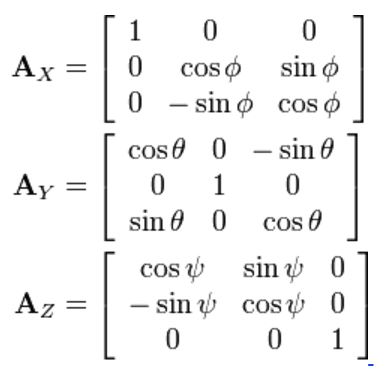 1 0 0
A_X = 0 cos ϕ sin ϕ
0 − sin ϕ cos ϕ
cos θ 0 − sin θ
A_Y = 0 1 0
sin θ 0 cos θ
cos ψ sin ψ 0
A_Z = − sin ψ cos ψ 0
0 0 1